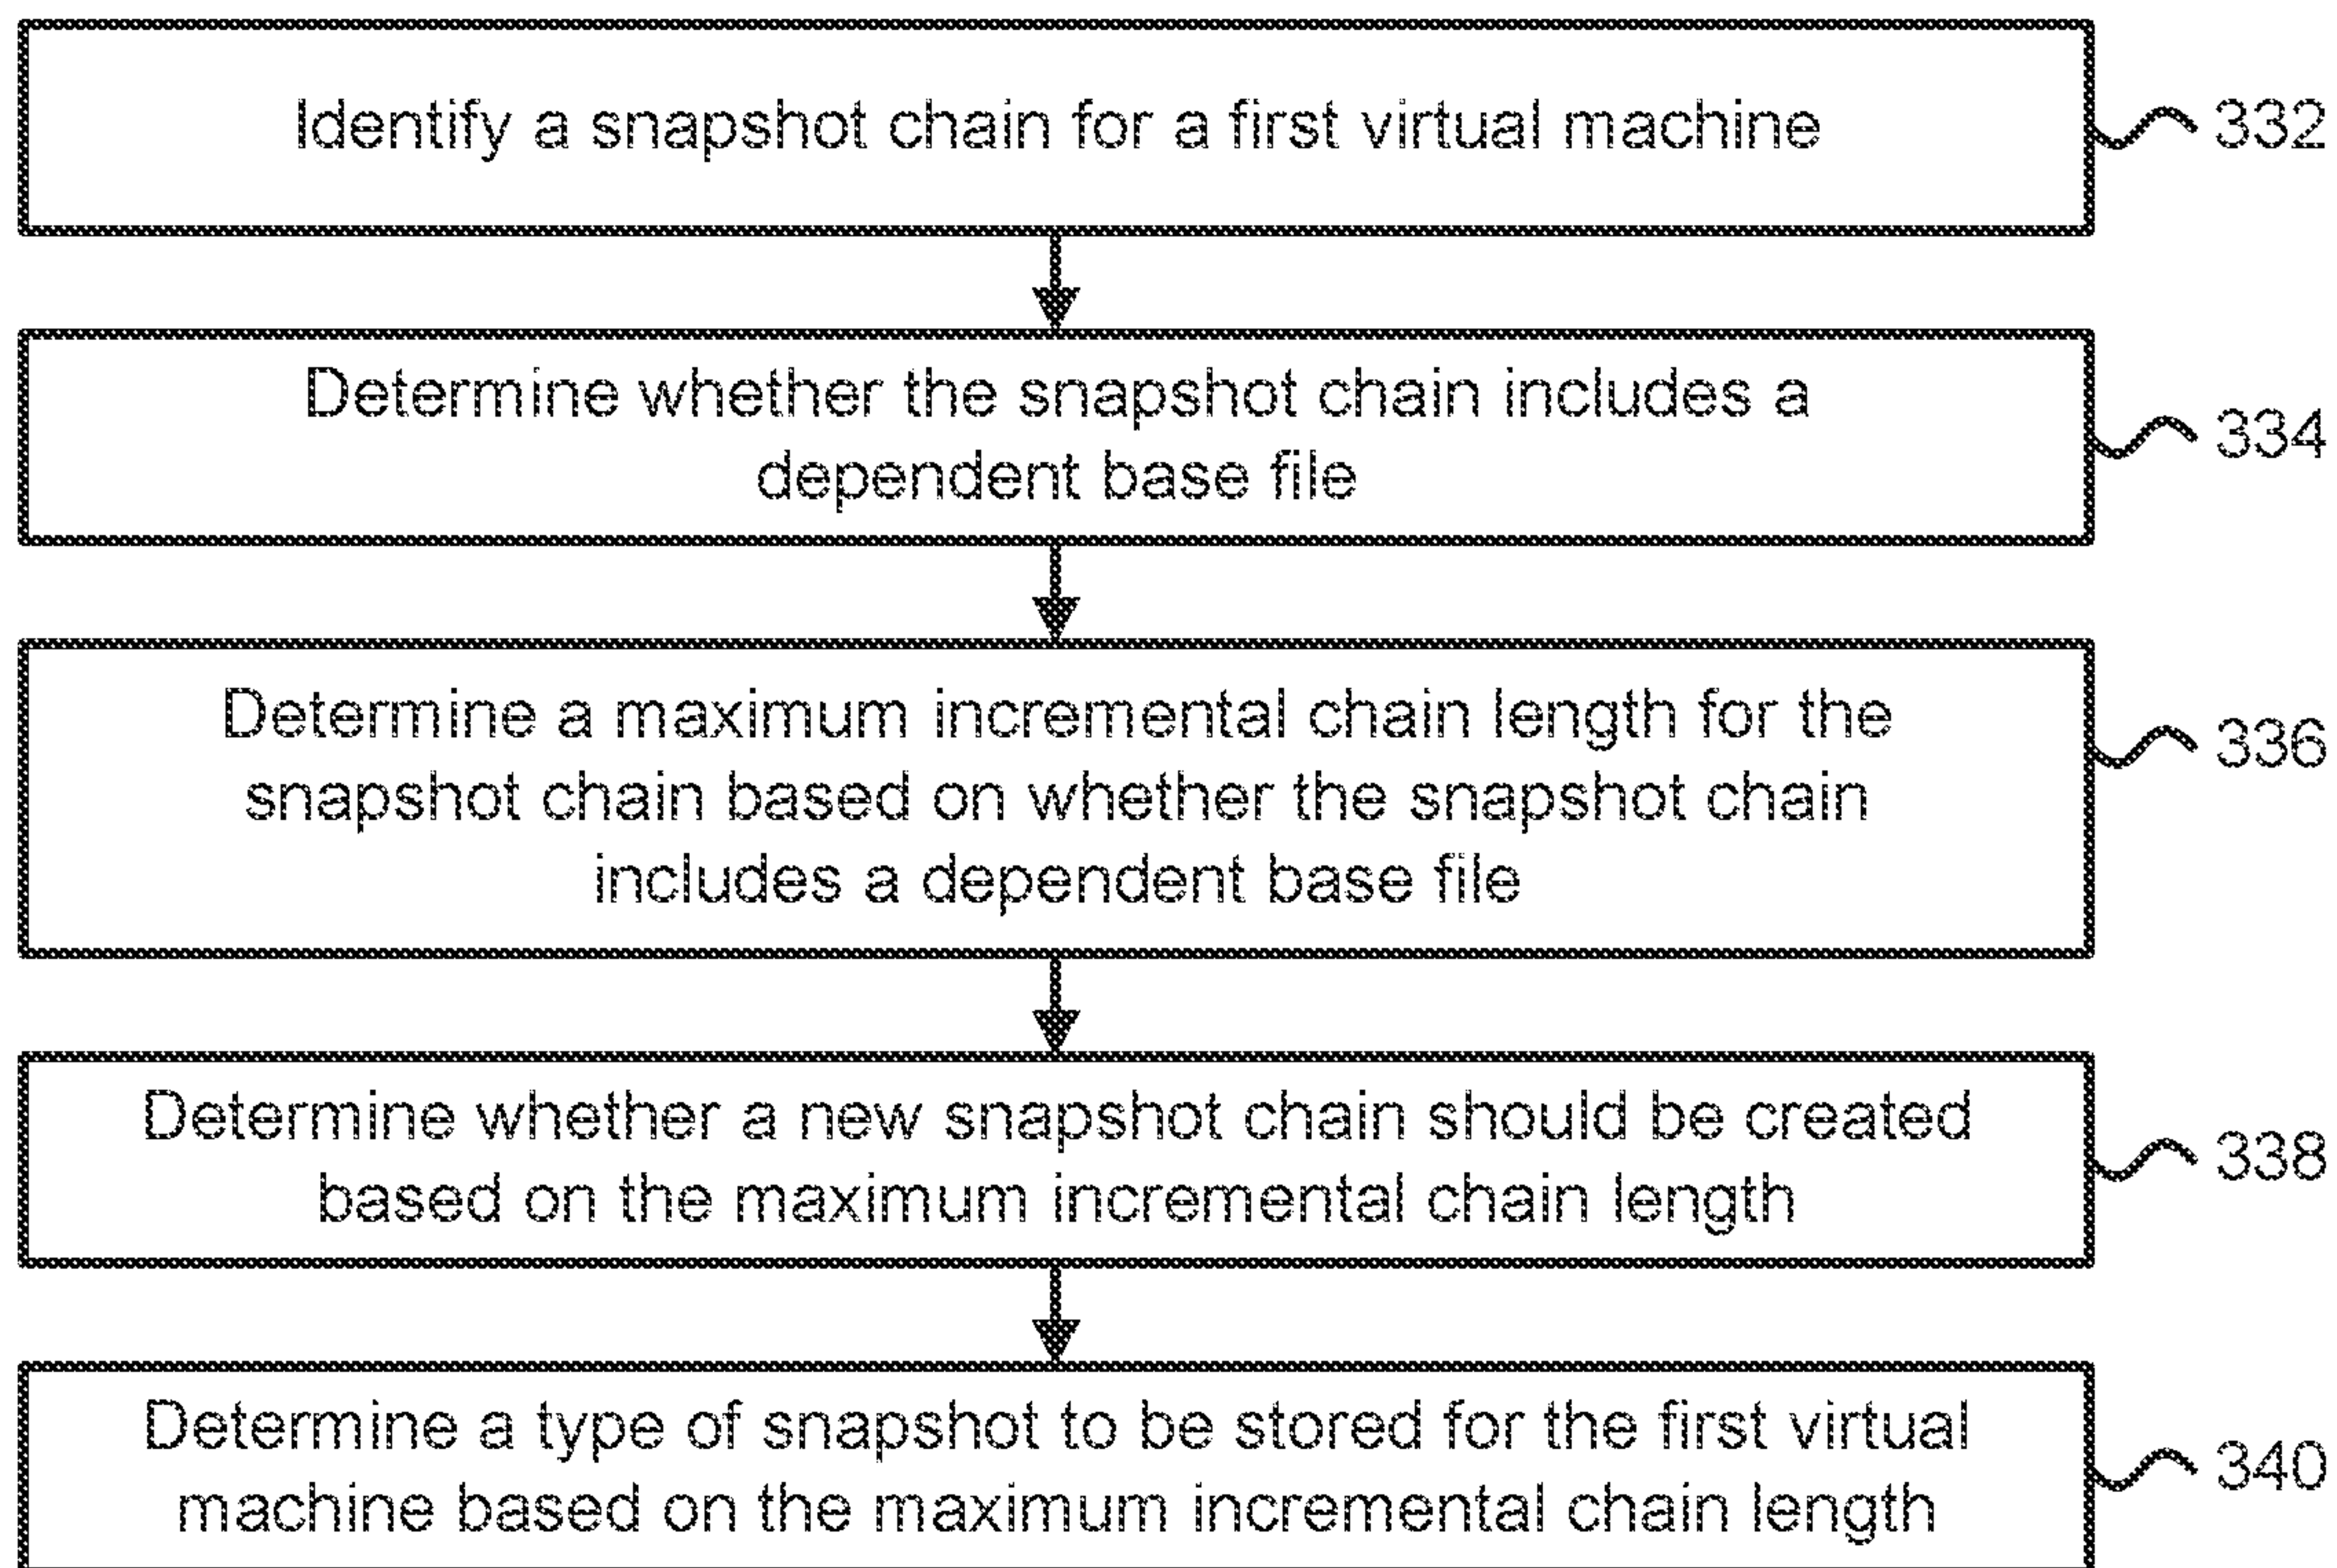 Identify a snapshot chain for a first virtual machine
332
Determine whether the snapshot chain includes a
dependent base file
334
Determine a maximum incremental chain length for the
snapshot chain based on whether the snapshot chain
includes a dependent base file
336
Determine whether a new snapshot chain should be created
based on the maximum incremental chain length
338
Determine a type of snapshot to be stored for the first virtual
machine based on the maximum incremental chain length
340